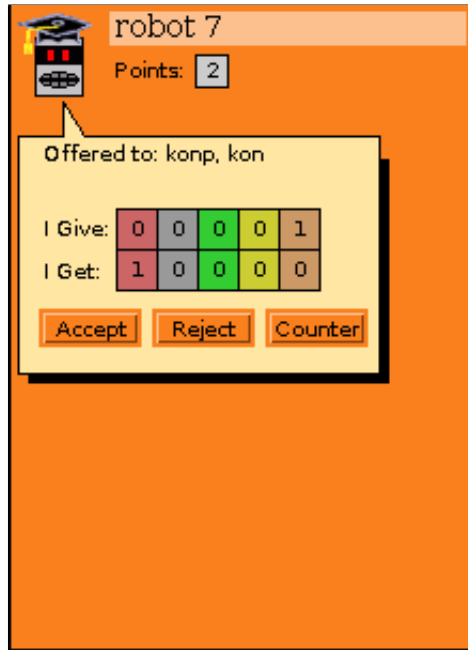 robot 7
Points: 2
Offered to: konp, kon
I Give: 0 0 0 0 1
I Get: 1 0 0 0 0
Accept Reject Counter